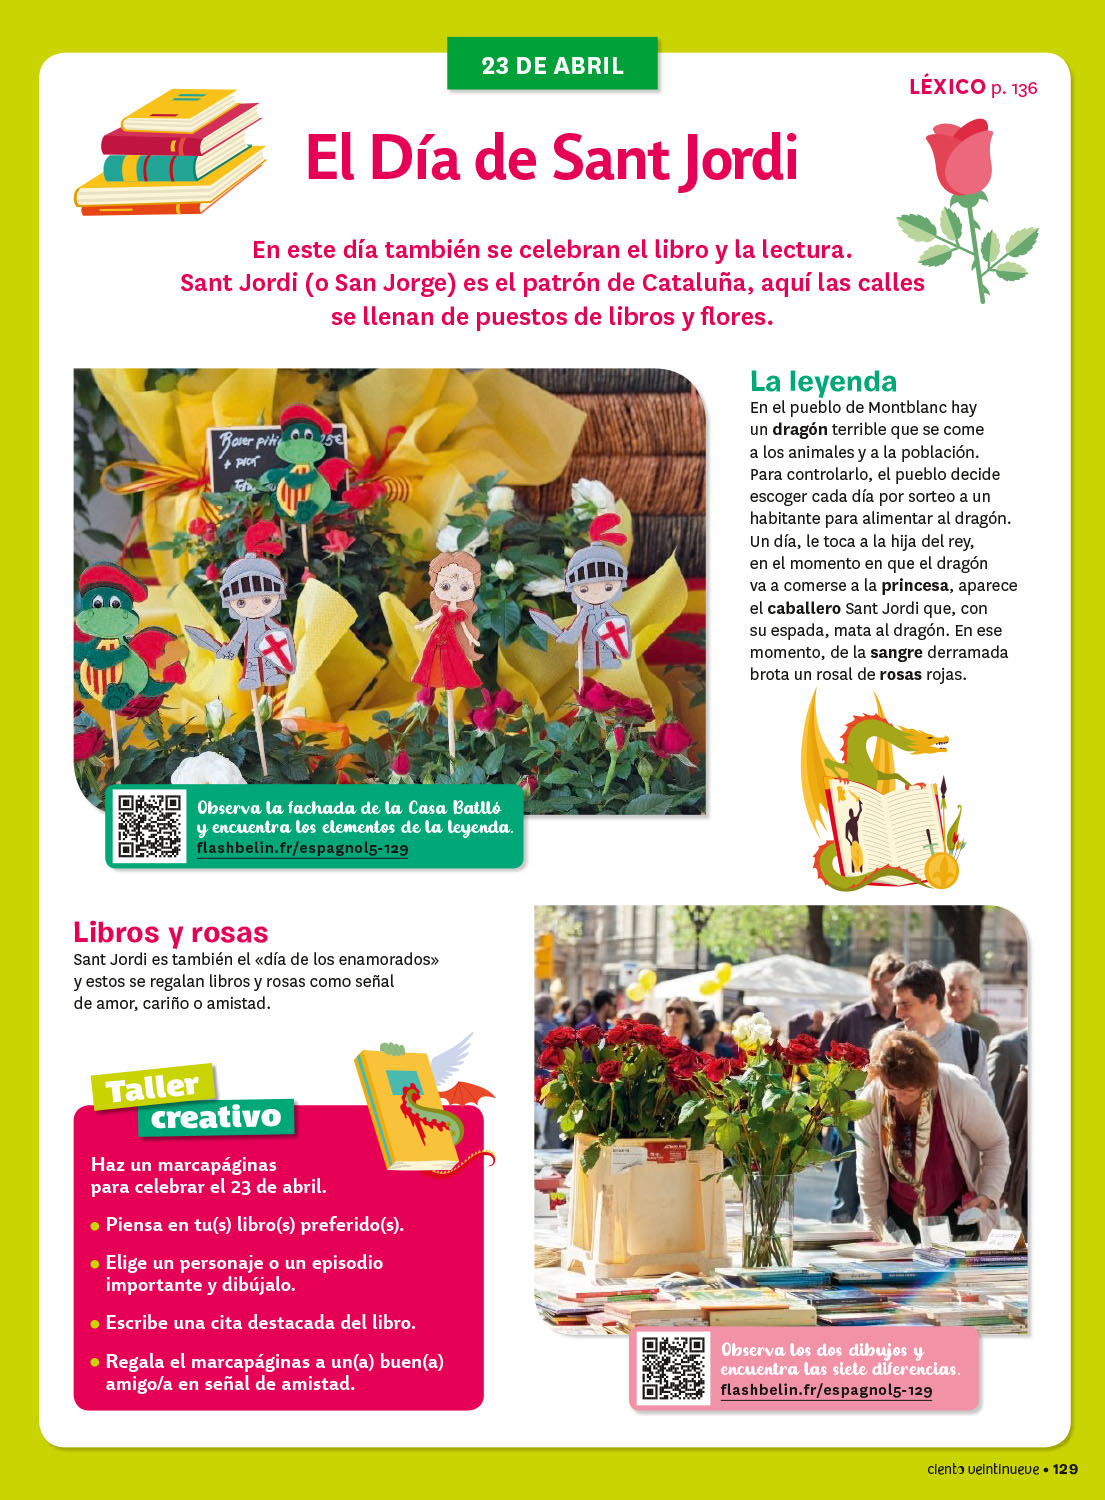 23 DE ABRIL
LÉXICO p. 136
El Día de Sant Jordi
En este día también se celebran el libro y la lectura.
Sant Jordi (o San Jorge) es el patrón de Cataluña, aquí las calles
se llenan de puestos de libros y flores.
La leyenda
En el pueblo de Montblanc hay
un dragón terrible que se come
a los animales y a la población.
Para controlarlo, el pueblo decide
escoger cada día por sorteo a un
habitante para alimentar al dragón.
Un día, le toca a la hija del rey,
en el momento en que el dragón
va a comerse a la princesa, aparece
el caballero Sant Jordi que, con
su espada, mata al dragón. En ese
momento, de la sangre derramada
brota un rosal de rosas rojas.
Roser piti
5€
+ pior
Observa la fachada de la Casa Batlló
y encuentra los elementos de la leyenda.
flashbelin.fr/espagnol5-129
Libros y rosas
Sant Jordi es también el «día de los enamorados»
y estos se regalan libros y rosas como señal
de amor, cariño o amistad.
Taller
creativo
Haz un marcapáginas
para celebrar el 23 de abril.
• Piensa en tu(s) libro(s) preferido(s).
• Elige un personaje o un episodio
importante y dibújalo.
• Escribe una cita destacada del libro.
• Regala el marcapáginas a un(a) buen(a)
amigo/a en señal de amistad.
Observa los dos dibujos y
encuentra las siete diferencias.
flashbelin.fr/espagnol5-129
ciento veintinueve • 129